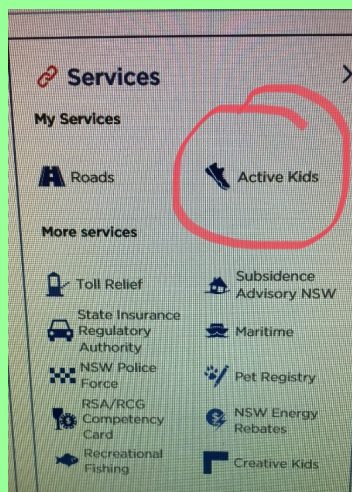 Services
My Services
Roads
Active Kids
More services
Toll Relief
Subsidence
Advisory NSW
State Insurance
Regulatory
Authority
Maritime
NSW Police
Force
Pet Registry
RSA/RCG
Competency
Card
NSW Energy
Rebates
Recreational
Fishing
Creative Kids